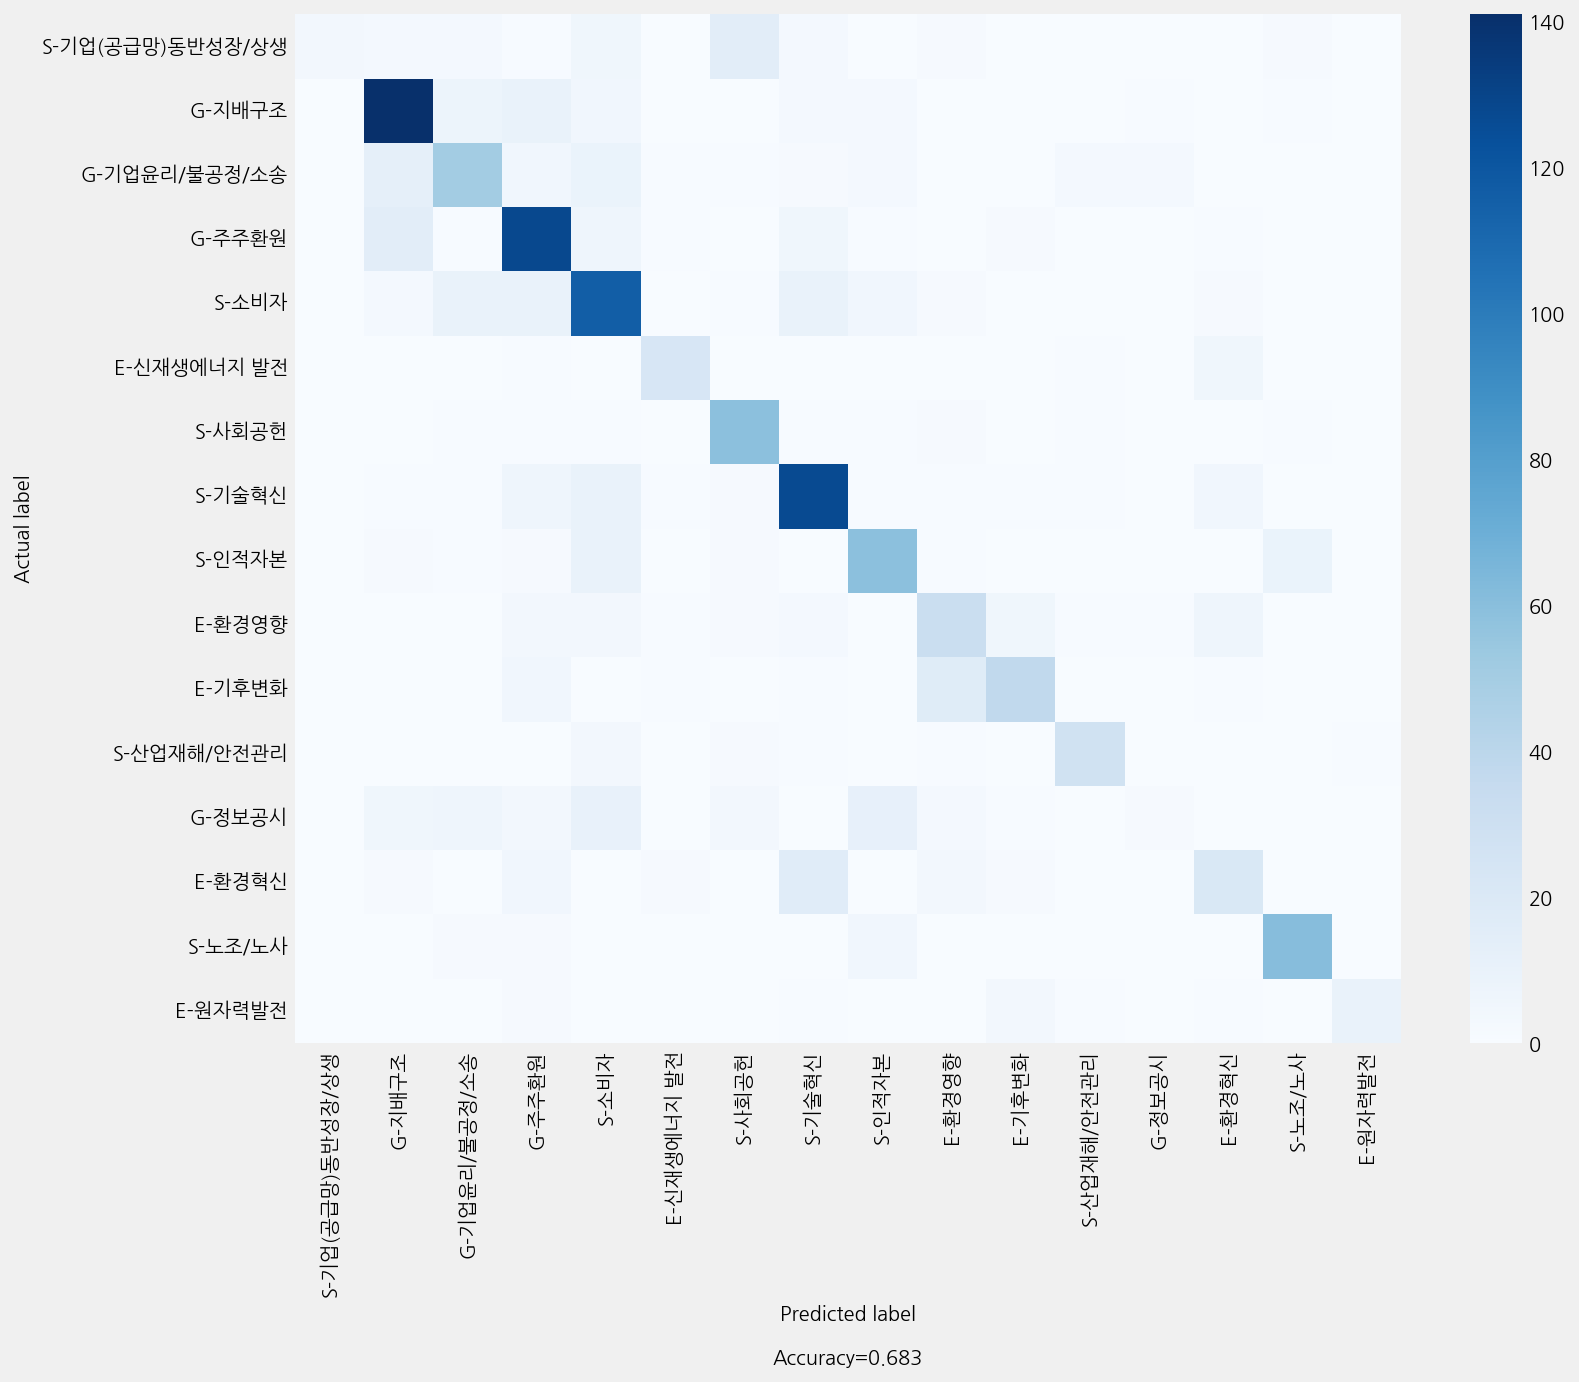 S-기업(공급망)동반성장/상생
G-지배구조
G-기업윤리/불공정/소송
G-주주환원
S-소비자
E-신재생에너지 발전
S-사회공헌
S-기술혁신
S-인적자본
E-환경영향
E-기후변화
S-산업재해/안전관리
G-정보공시
E-환경혁신
S-노조/노사
E-원자력발전
Actual label
S-기업(공급망)동반성장/상생
G-지배구조
G-기업윤리/불공정/소송
G-주주환원
S-소비자
E-신재생에너지 발전
S-사회공헌
S-기술혁신
S-인적자본
E-환경영향
E-기후변화
S-산업재해/안전관리
G-정보공시
E-환경혁신
S-노조/노사
E-원자력발전
Predicted label
Accuracy=0.683
140
120
100
80
60
40
20
0